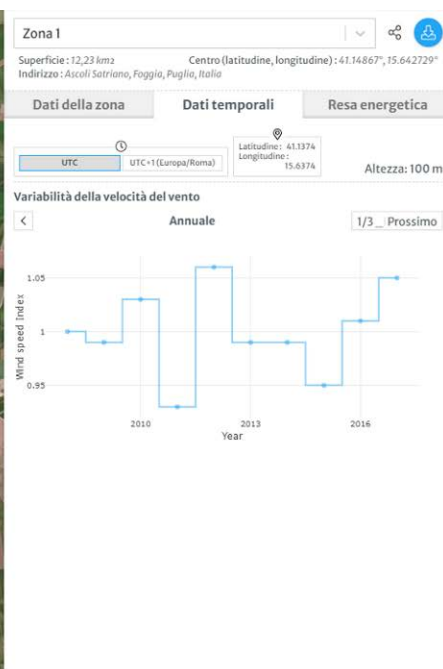 Zona 1
Superficie : 12,23 km2 Centro (latitudine, longitudine) : 41.14867°, 15.642729°
Indirizzo : Ascoli Satriano, Foggia, Puglia, Italia
Dati della zona Dati temporali Resa energetica
UTC UTC+1 (Europa/Roma)
Latitudine : 41.1374
Longitudine :
15.6374
Altezza: 100 m
Variabilità della velocità del vento
< Annuale 1/3 _ Prossimo
1.05
1
0.95
Wind speed Index
2010 2013 2016
Year